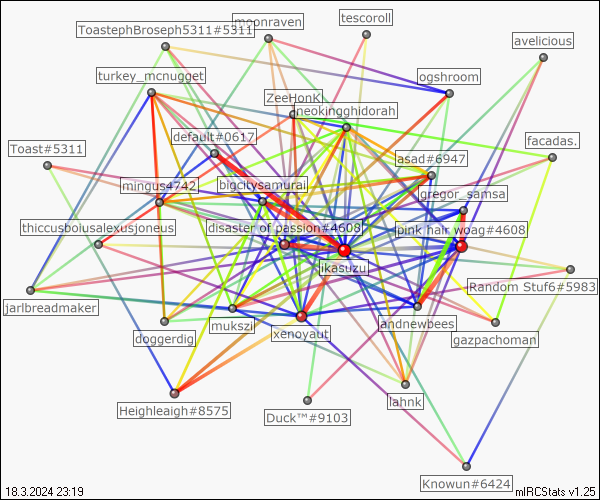 tescoroll
moonraven
ToastephBroseph5311#5311
avelicious
turkey_mcnugget
ogshroom
ZeeHonK
neokingghidorah
default#0617
facadas.
Toast#5311
asad#6947
mingus4742
bigcitysamurai
gregor_samsa
thiccusboiusalexusjoneus
disaster of passion#4608
pink hair woag#4608
jikasuzu
Random Stuf6#5983
jarlbreadmaker
mukszi
andnewbees
xenoyaut
doggerdig
gazpachoman
lahnk
Heighleaigh#8575
Duck™#9103
Knowun#6424
18.3.2024 23:19
mIRCStats v1.25